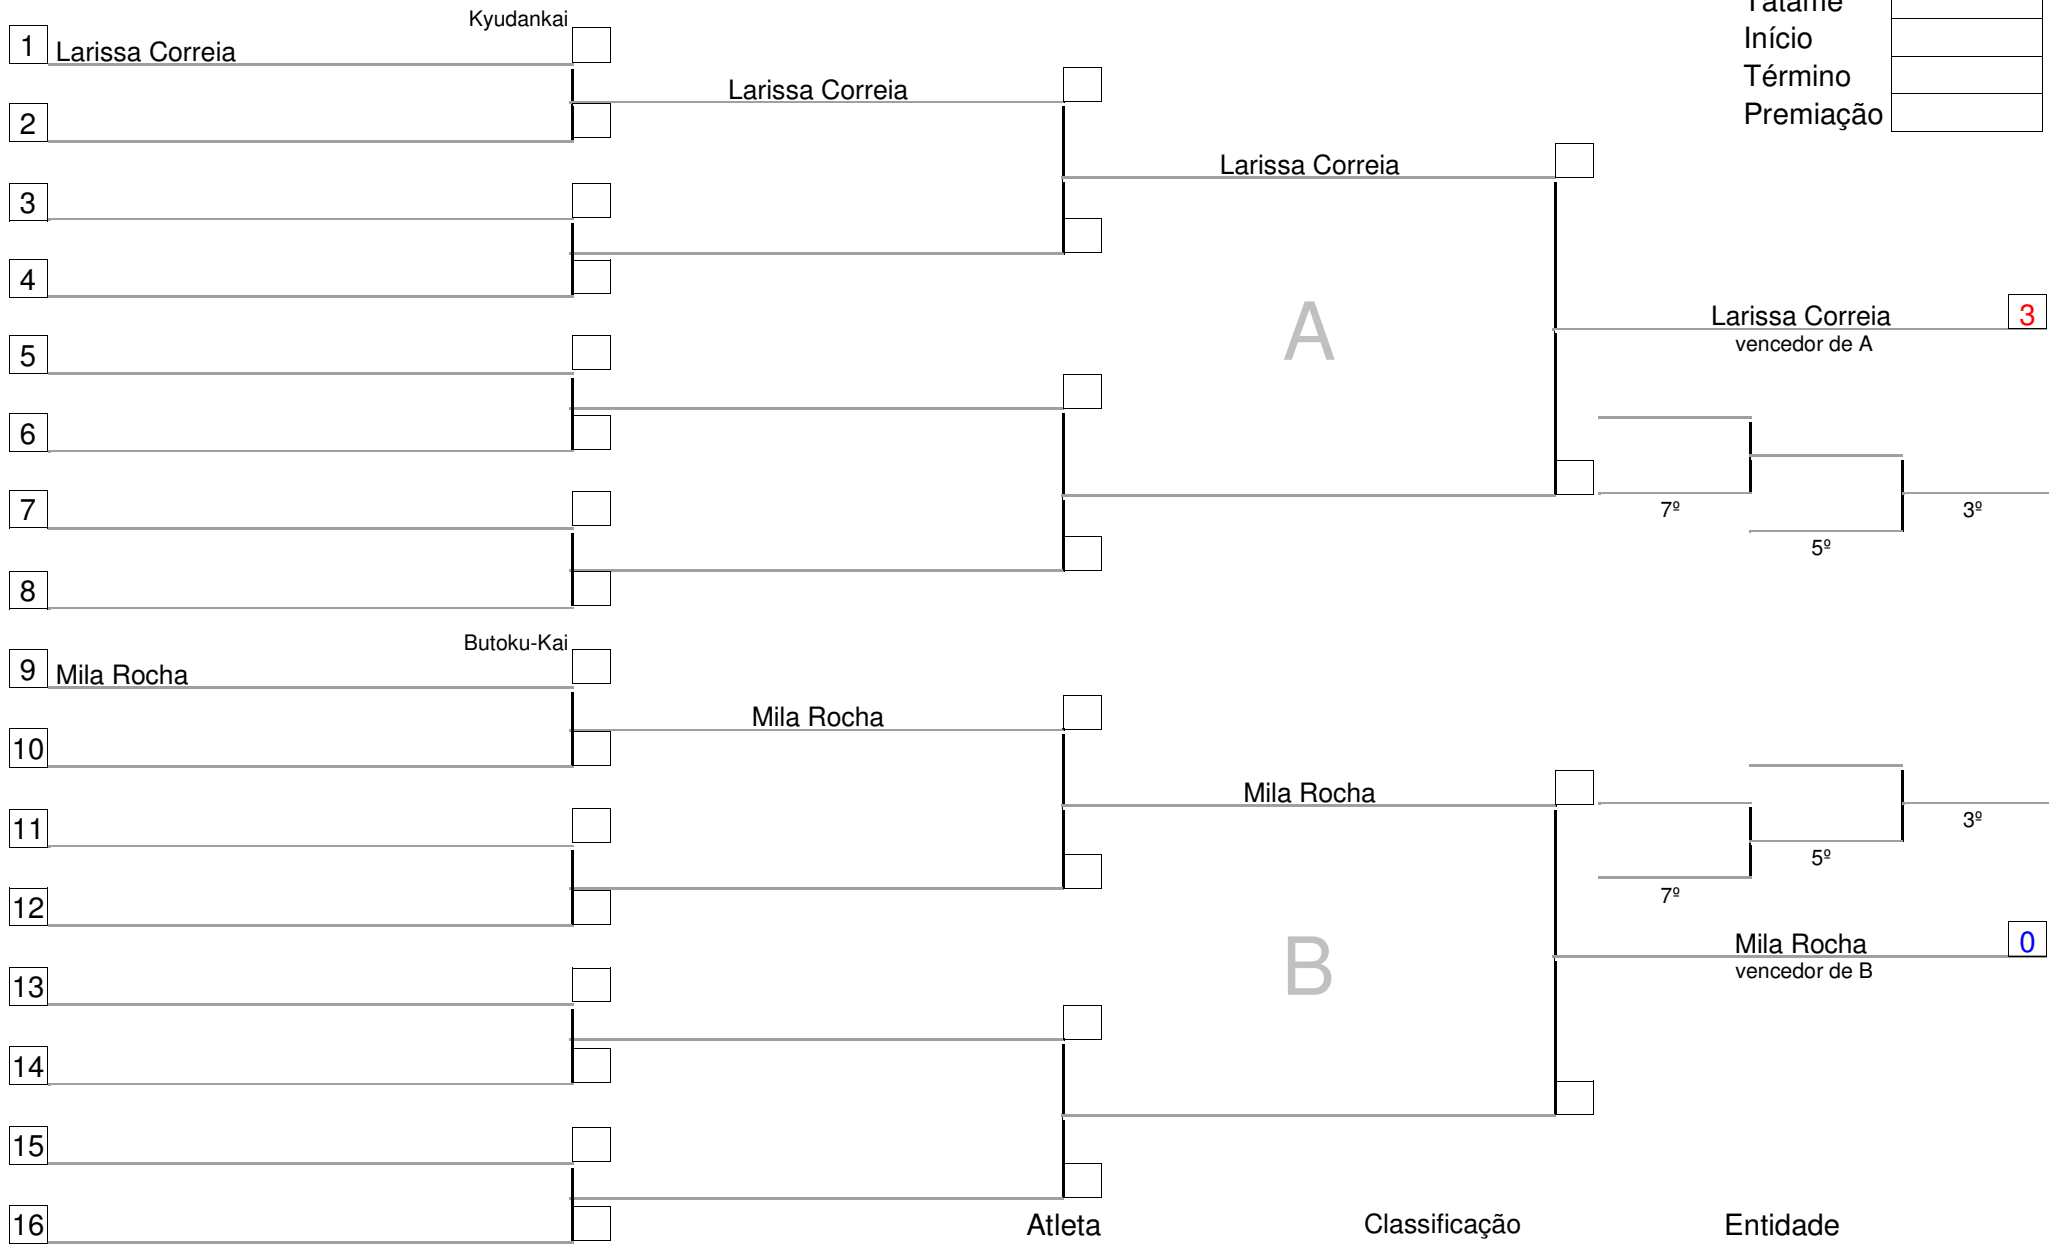 Tatame
Kyudankai
1 Larissa Correia
Início
Larissa Correia
Término
2
Premiação
Larissa Correia
3
4
A
Larissa Correia 3
vencedor de A
5
6
7
7º 3º
5º
8
Butoku-Kai
9 Mila Rocha
Mila Rocha
10
Mila Rocha
11
3º
5º
7º
12
B
Mila Rocha 0
vencedor de B
13
14
15
16
Atleta Classificação Entidade